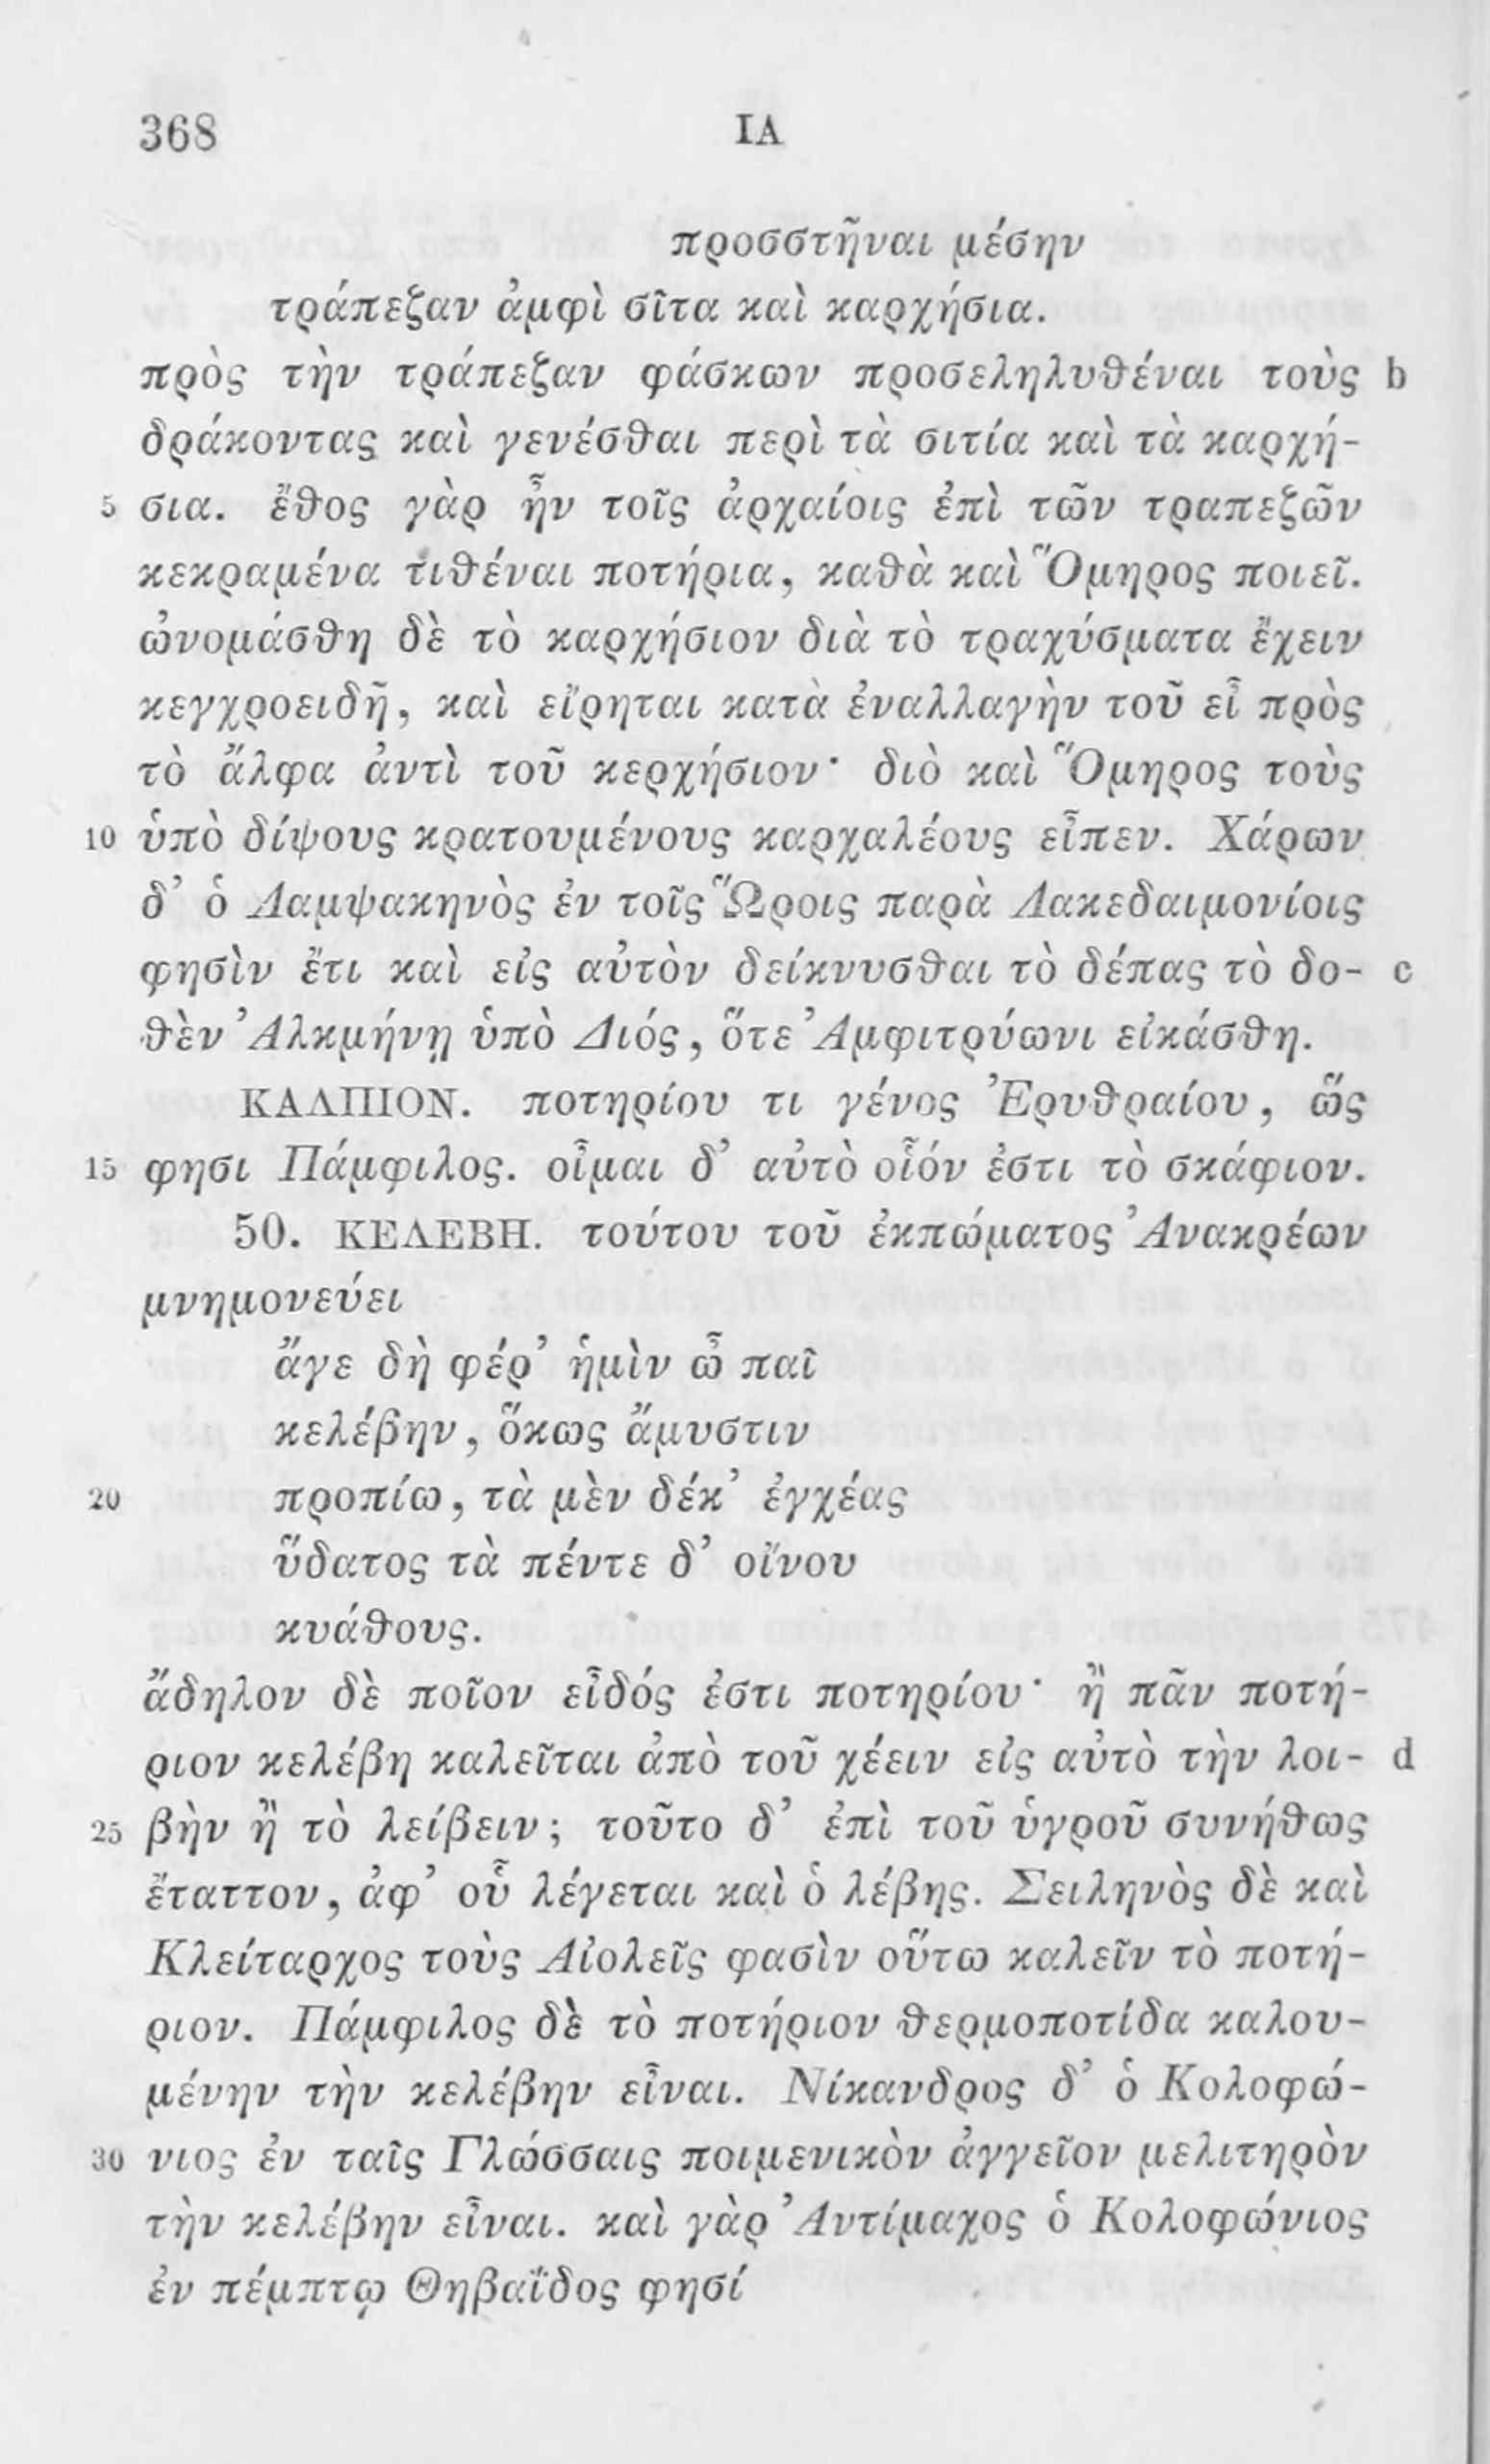 368 ΙΑ
προσστῆναι μέσην
τράπεζαν ἀμφὶ σῖτα καὶ καρχήσια.
πρὸς τὴν τράπεζαν φάσκων προσεληλυθέναι τοὺς b
δράκοντας καὶ γενέσθαι περὶ τὰ σιτία καὶ τὰ καρχή-
5 σια. ἔθος γὰρ ἦν τοῖς ἀρχαίοις ἐπὶ τῶν τραπεζῶν
κεκραμένα τιθέναι ποτήρια, καθὰ καὶ Ὅμηρος ποιεῖ.
ὠνομάσθη δὲ τὸ καρχήσιον διὰ τὸ τραχύσματα ἔχειν
κεγχροειδῆ, καὶ εἴρηται κατὰ ἐναλλαγὴν τοῦ εἶ πρὸς
τὸ ἄλφα ἀντὶ τοῦ κερχήσιον· διὸ καὶ Ὅμηρος τοὺς
10 ὑπὸ δίψους κρατουμένους καρχαλέους εἶπεν. Χάρων
δ’ ὁ Λαμψακηνὸς ἐν τοῖς Ὥροις παρὰ Λακεδαιμονίοις
φησὶν ἔτι καὶ εἰς αὐτὸν δείκνυσθαι τὸ δέπας τὸ δο- c
θὲν Ἀλκμήνῃ ὑπὸ Διός, ὅτε Ἀμφιτρύωνι εἰκάσθη.
ΚΑΛΠΙΟΝ. ποτηρίου τι γένος Ἐρυθραίου, ὥς
15 φησι Πάμφιλος. οἶμαι δ’ αὐτὸ οἷόν ἐστι τὸ σκάφιον.
50. ΚΕΛΕΒΗ. τούτου τοῦ ἐκπώματος Ἀνακρέων
μνημονεύει
ἄγε δὴ φέρ’ ἡμὶν ὦ παῖ
κελέβην, ὅκως ἄμυστιν
20 προπίω, τὰ μὲν δέκ’ ἐγχέας
ὕδατος τὰ πέντε δ’ οἴνου
κυάθους.
ἄδηλον δὲ ποῖον εἶδός ἐστι ποτηρίου· ἢ πᾶν ποτή-
ριον κελέβη καλεῖται ἀπὸ τοῦ χέειν εἰς αὐτὸ τὴν λοι- d
25 βὴν ἢ τὸ λείβειν; τοῦτο δ’ ἐπὶ τοῦ ὑγροῦ συνήθως
ἔταττον, ἀφ’ οὗ λέγεται καὶ ὁ λέβης. Σειληνὸς δὲ καὶ
Κλείταρχος τοὺς Αἰολεῖς φασὶν οὕτω καλεῖν τὸ ποτή-
ριον. Πάμφιλος δὲ τὸ ποτήριον θερμοποτίδα καλου-
μένην τὴν κελέβην εἶναι. Νίκανδρος δ’ ὁ Κολοφώ-
30 νιος ἐν ταῖς Γλώσσαις ποιμενικὸν ἀγγεῖον μελιτηρὸν
τὴν κελέβην εἶναι. καὶ γὰρ Ἀντίμαχος ὁ Κολοφώνιος
ἐν πέμπτῳ Θηβαΐδος φησί